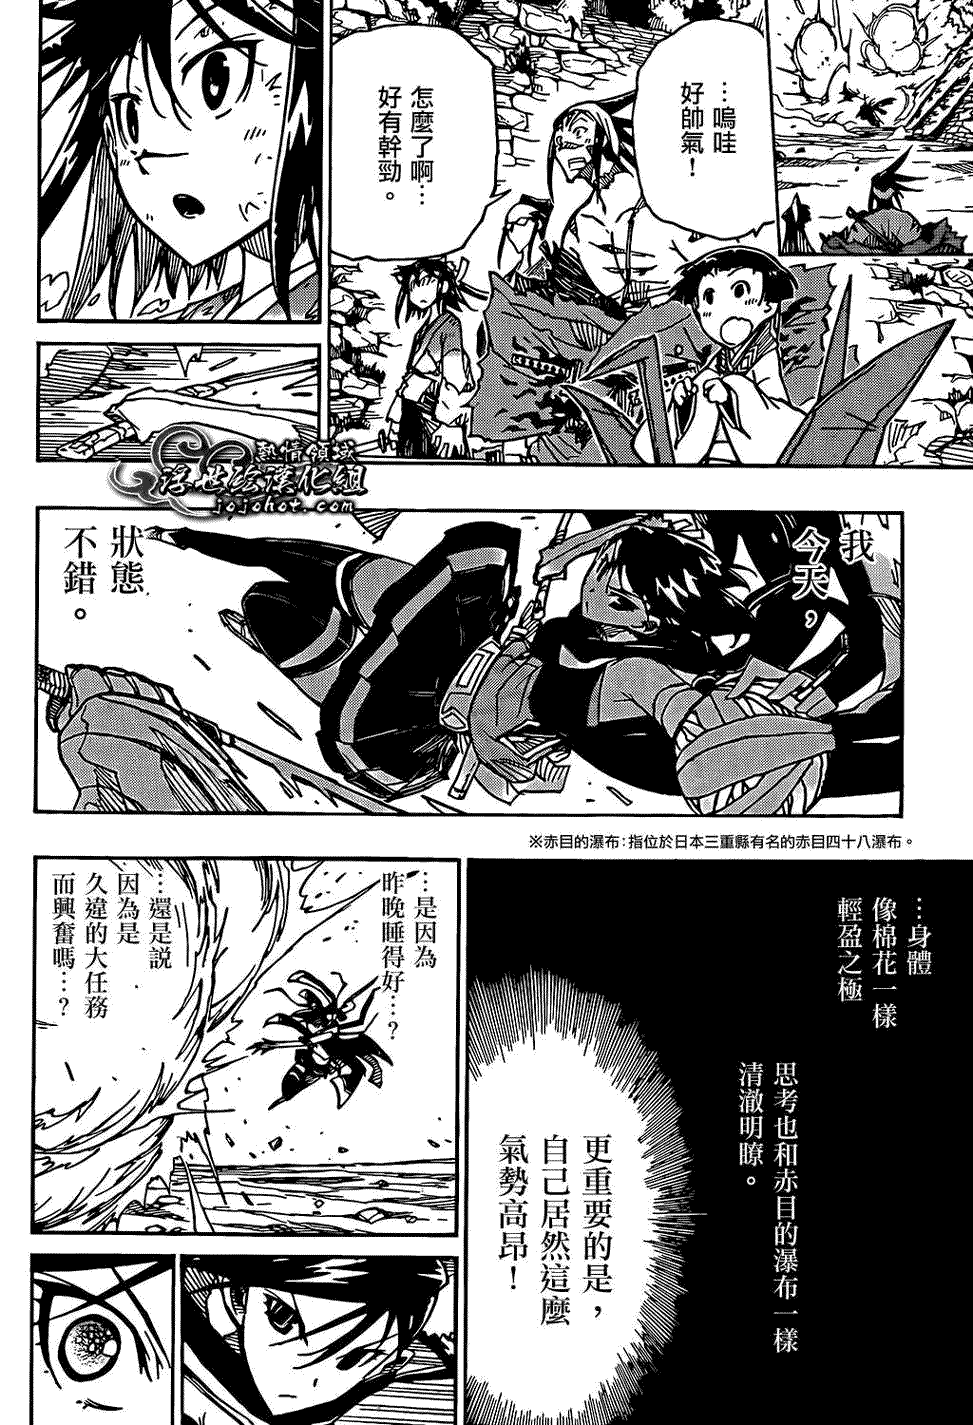 …嗚哇
好帥氣！
怎麼了啊…
好有幹勁。
熱情領域
浮世绘漢化組
jojohot.com
我
今天，
狀態
不錯。
※赤目的瀑布：指位於日本三重縣有名的赤目四十八瀑布。
…身體
像棉花一樣
輕盈之極
思考也和赤目的瀑布一樣
清澈明瞭。
更重要的是，
自己居然這麼
氣勢高昂！
…是因為
昨晚睡得好…？
…還是說
因為是
久違的大任務
而興奮嗎…？